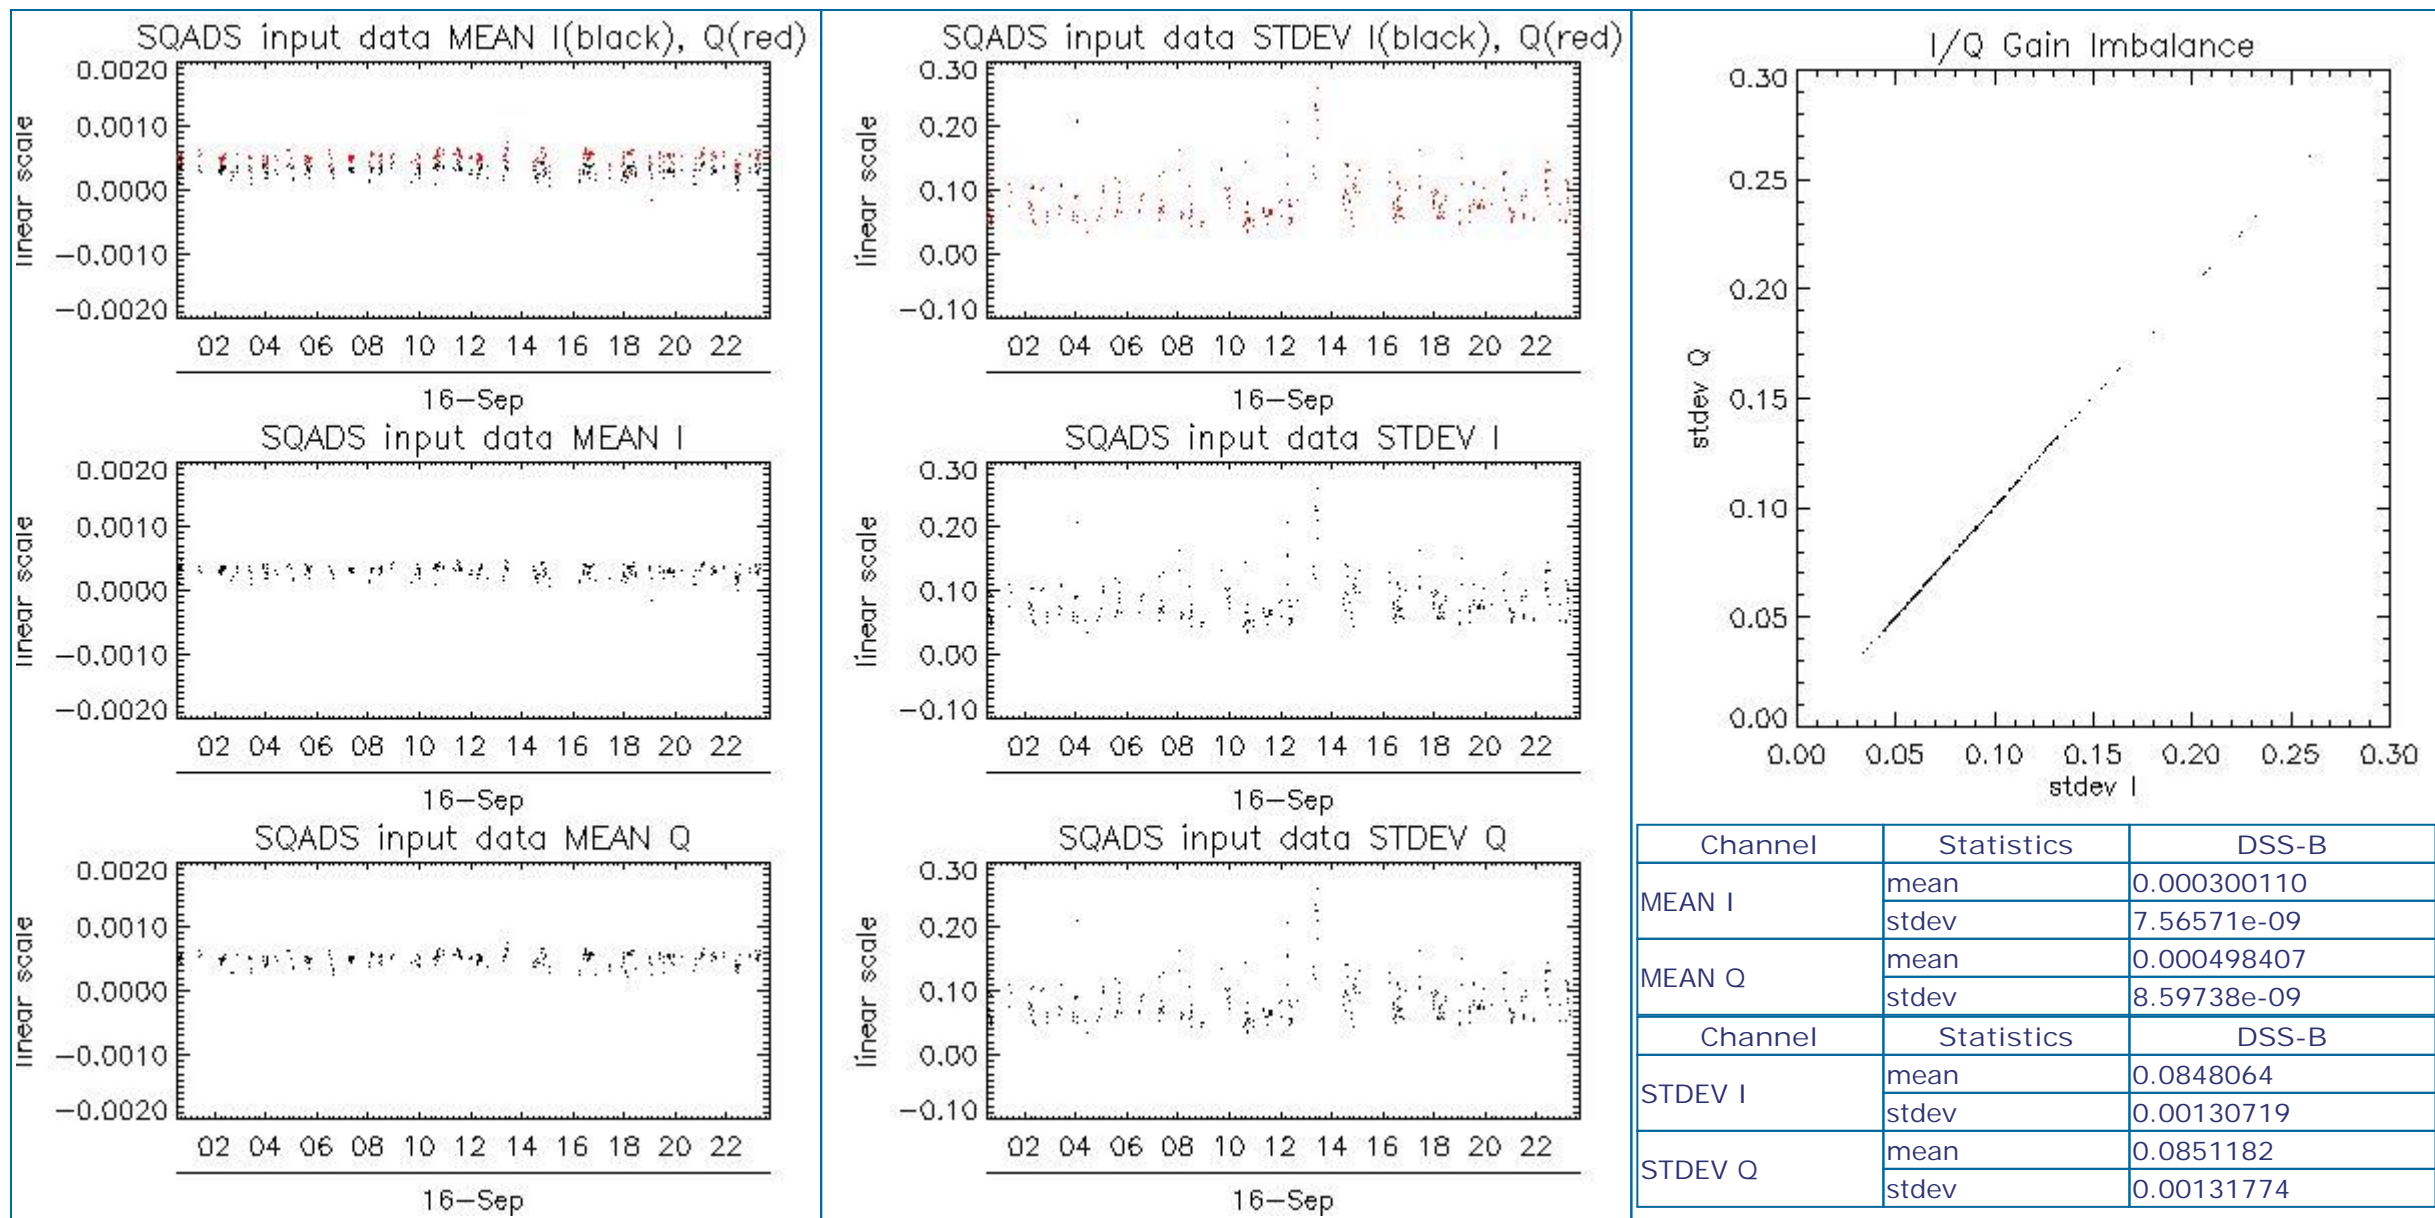 SQADS input data MEAN I(black), Q(red)
0.0020
0.0010
0.0000
-0.0010
-0.0020
linear scale
02 04 06 08 10 12 14 16 18 20 22
16-Sep
SQADS input data MEAN I
0.0020
0.0010
0.0000
-0.0010
-0.0020
linear scale
02 04 06 08 10 12 14 16 18 20 22
16-Sep
SQADS input data MEAN Q
0.0020
0.0010
0.0000
-0.0010
-0.0020
linear scale
02 04 06 08 10 12 14 16 18 20 22
16-Sep
SQADS input data STDEV I(black), Q(red)
0.30
0.20
0.10
0.00
-0.10
linear scale
02 04 06 08 10 12 14 16 18 20 22
16-Sep
SQADS input data STDEV I
0.30
0.20
0.10
0.00
-0.10
linear scale
02 04 06 08 10 12 14 16 18 20 22
16-Sep
SQADS input data STDEV Q
0.30
0.20
0.10
0.00
-0.10
linear scale
02 04 06 08 10 12 14 16 18 20 22
16-Sep
I/Q Gain Imbalance
0.30
0.25
0.20
0.15
0.10
0.05
0.00
stdev Q
0.00 0.05 0.10 0.15 0.20 0.25 0.30
stdev I
Channel Statistics DSS-B
MEAN I mean 0.000300110
stdev 7.56571e-09
MEAN Q mean 0.000498407
stdev 8.59738e-09
Channel Statistics DSS-B
STDEV I mean 0.0848064
stdev 0.00130719
STDEV Q mean 0.0851182
stdev 0.00131774